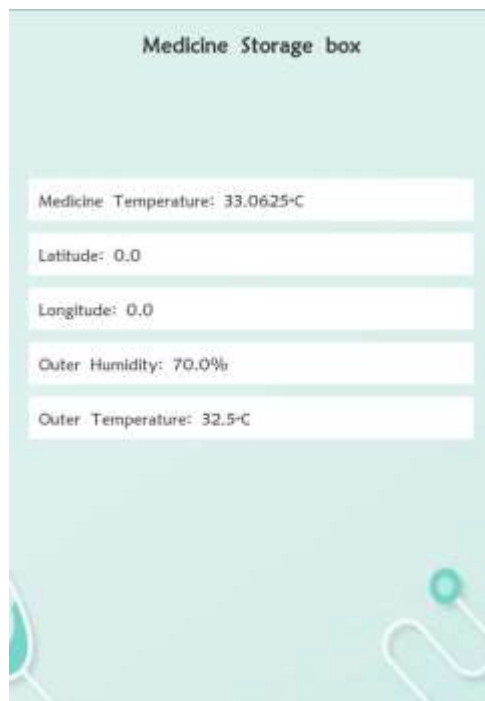 Medicine Storage box
Medicine Temperature: 33.0625°C
Latitude: 0.0
Longitude: 0.0
Outer Humidity: 70.0%
Outer Temperature: 32.5°C